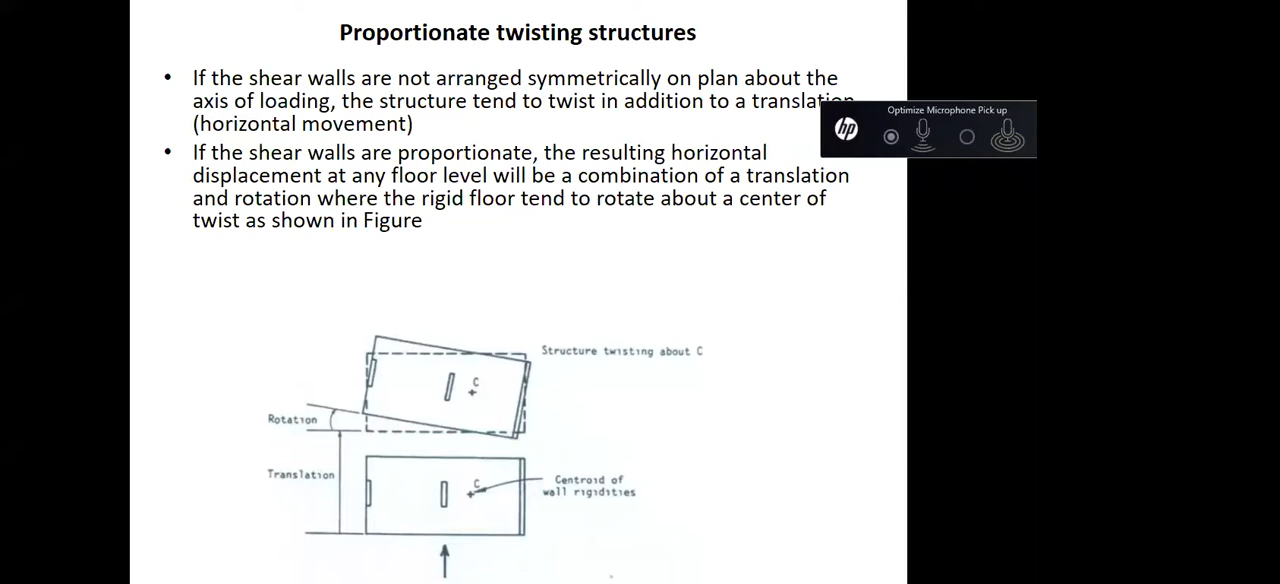 Proportionate twisting structures
• If the shear walls are not arranged symmetrically on plan about the
axis of loading, the structure tend to twist in addition to a translation
(horizontal movement)
• If the shear walls are proportionate, the resulting horizontal
displacement at any floor level will be a combination of a translation
and rotation where the rigid floor tend to rotate about a center of
twist as shown in Figure
Optimize Microphone Pick up
hp
Structure twisting about C
C
Rotation
Translation
C
Centroid of
wall rigidities